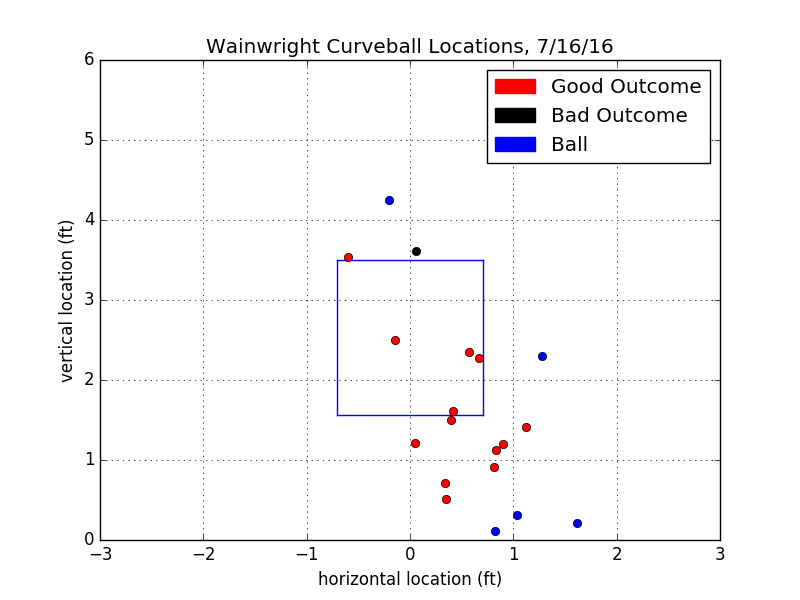 Wainwright Curveball Locations, 7/16/16
6
5
4
3
2
1
0
−3
−2
−1
0
1
2
3
vertical location (ft)
horizontal location (ft)
Good Outcome
Bad Outcome
Ball